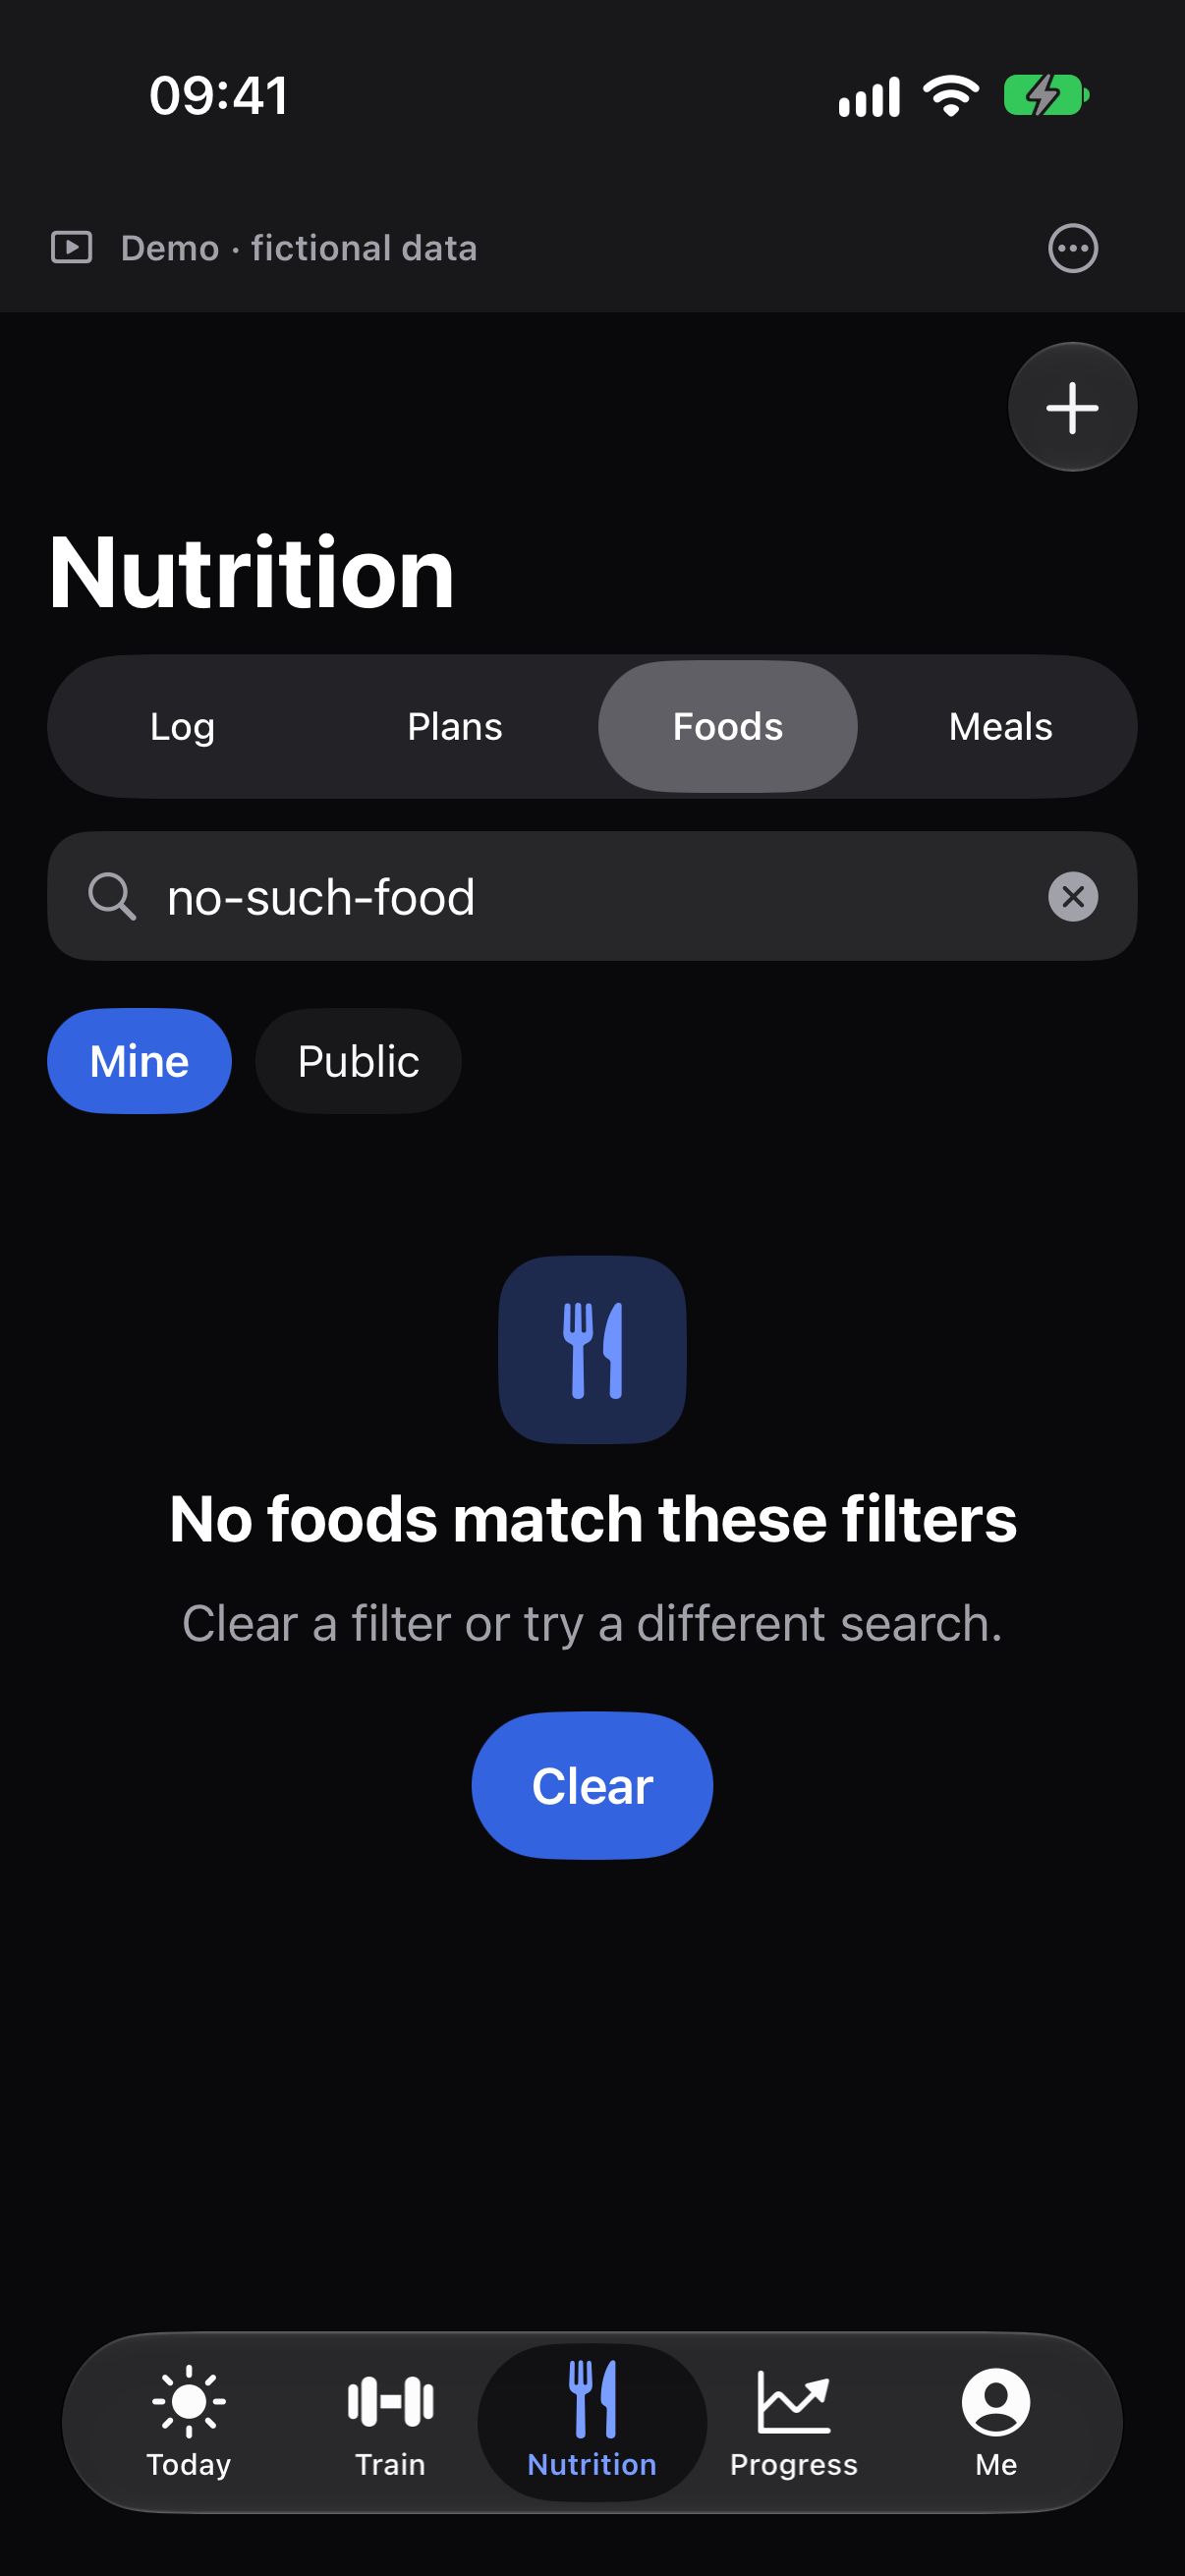 09:41
Demo · fictional data
Nutrition
Log Plans Foods Meals
no-such-food
Mine Public
No foods match these filters
Clear a filter or try a different search.
Clear
Today Train Nutrition Progress Me